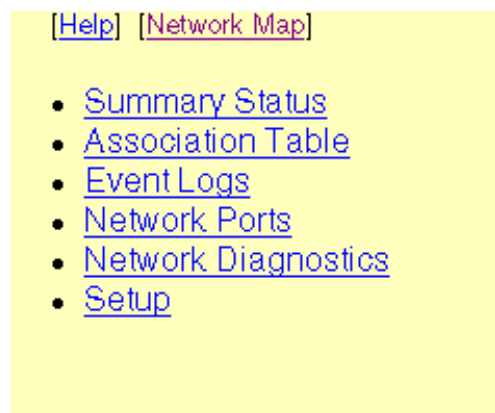 [Help] [Network Map]
Summary Status
Association Table
Event Logs
Network Ports
Network Diagnostics
Setup